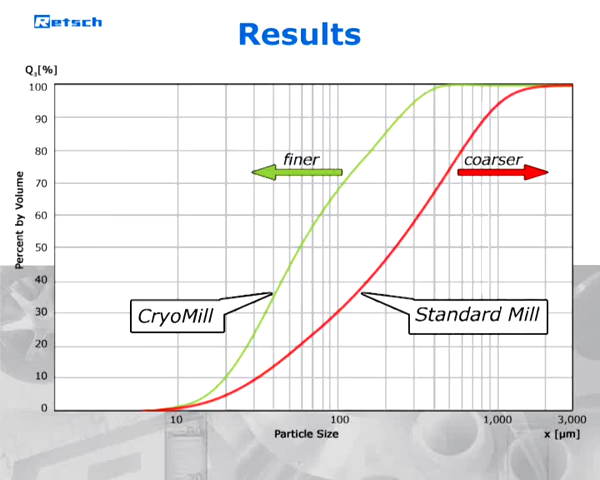 Retsch
Results
Q₃[%]
100
90
80
70
60
50
40
30
20
10
0
Percent by Volume
finer
coarser
CryoMill
Standard Mill
10
100
1,000
3,000
Particle Size
x [µm]